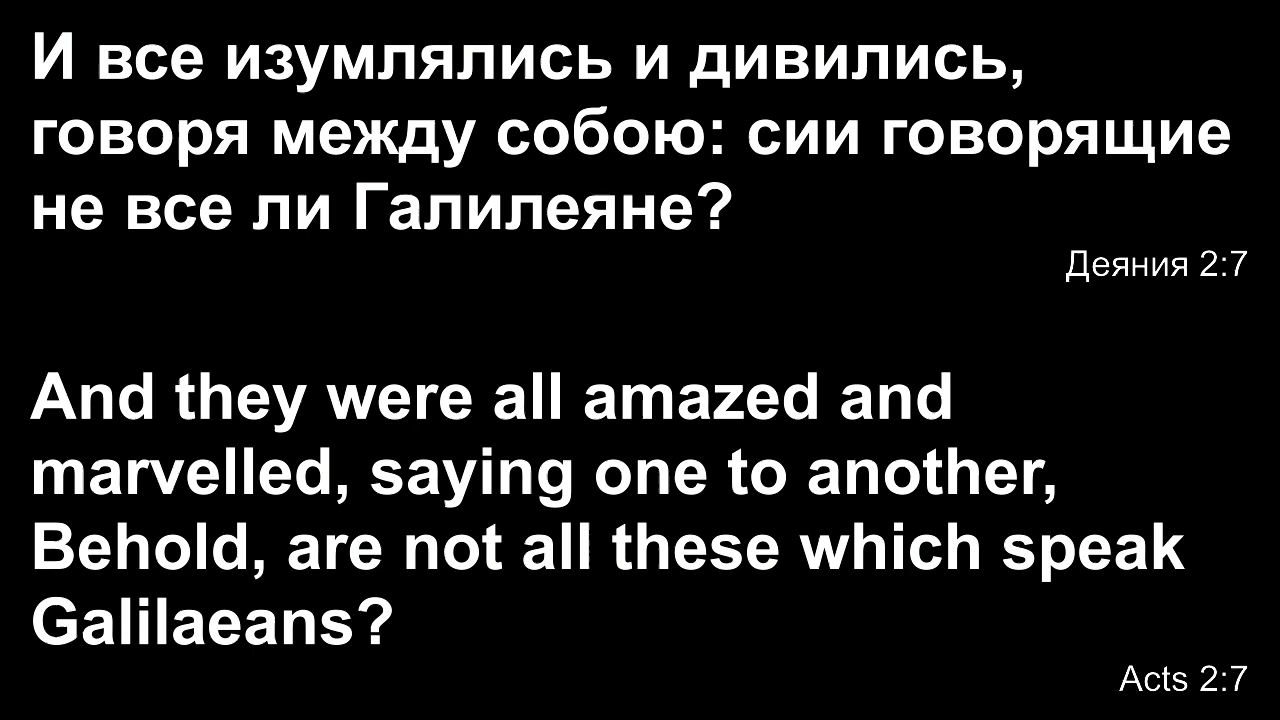 И все изумлялись и дивились,
говоря между собою: сии говорящие
не все ли Галилеяне?
Деяния 2:7
And they were all amazed and
marvelled, saying one to another,
Behold, are not all these which speak
Galilaeans?
Acts 2:7